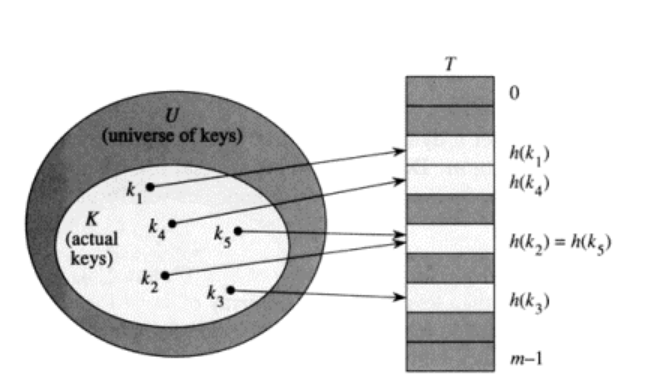 T
0
U
(universe of keys)
h(k₁)
h(k₄)
k₁
K
(actual
keys)
k₄
k₅
h(k₂) = h(k₅)
k₂
k₃
h(k₃)
m–1